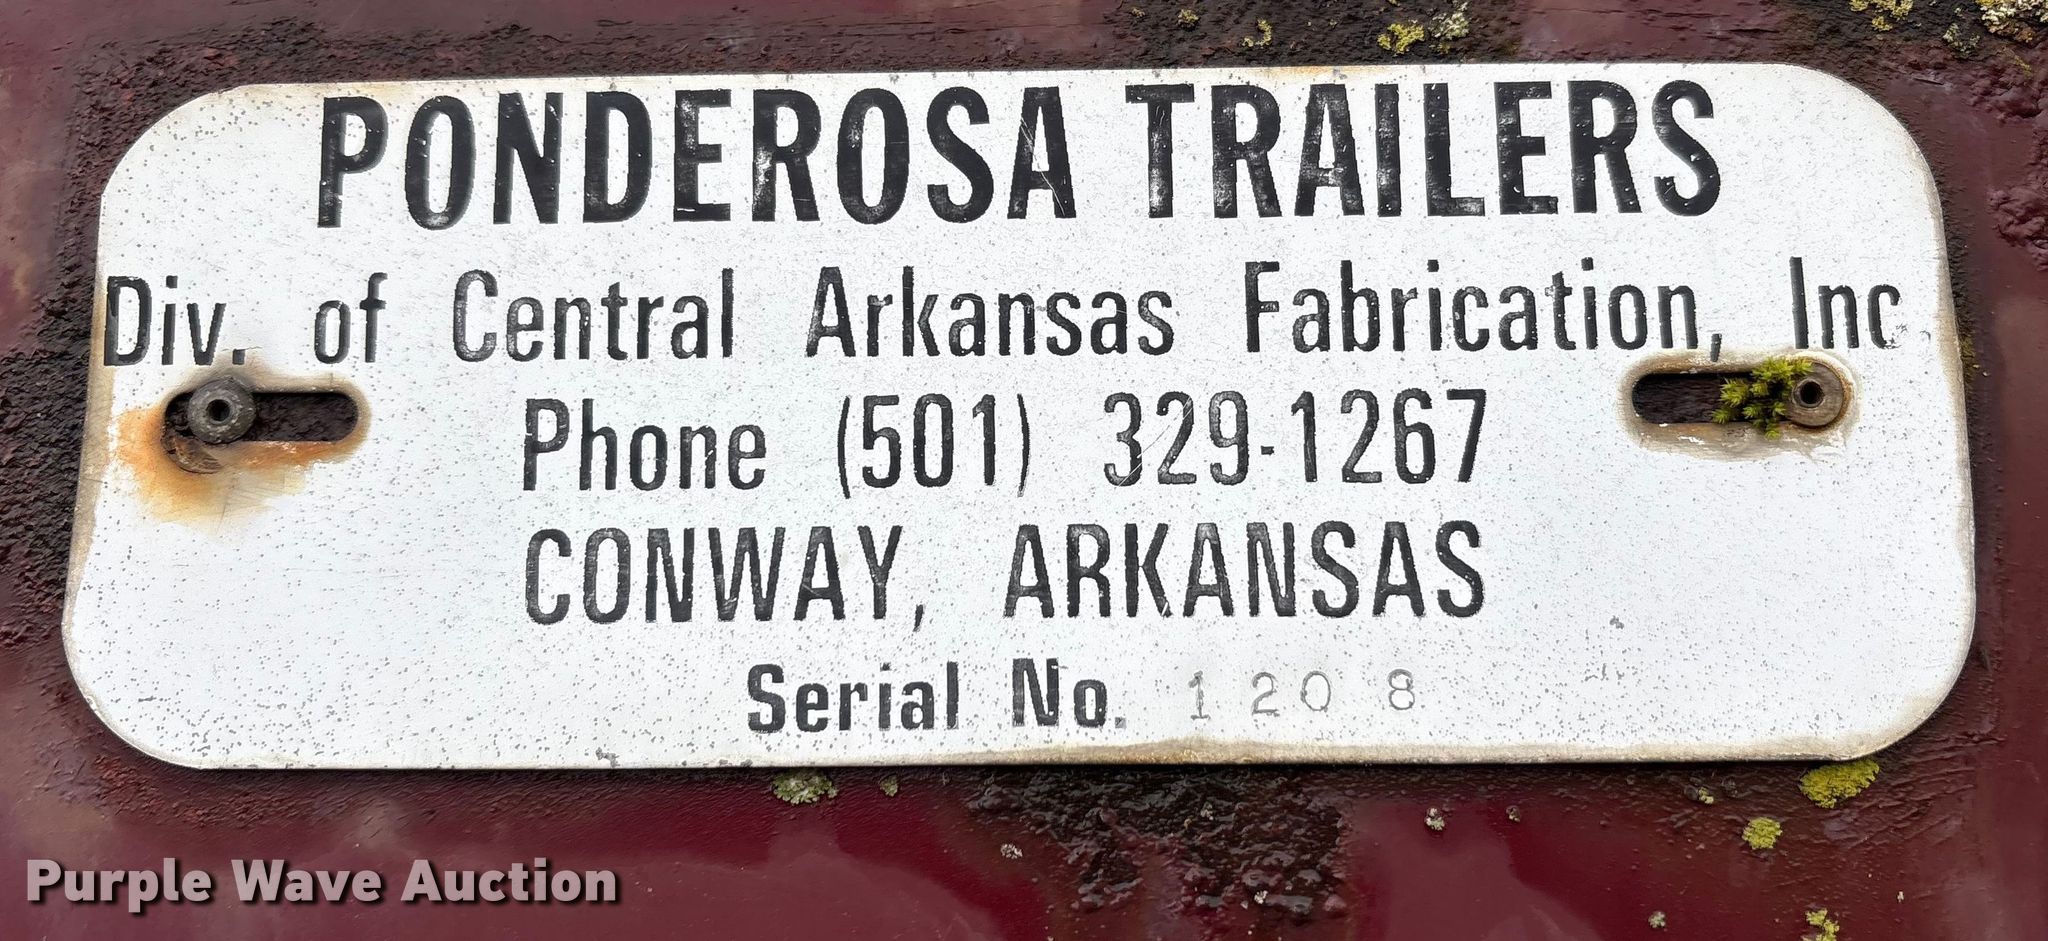 PONDEROSA TRAILERS
Div. of Central Arkansas Fabrication, Inc.
Phone (501) 329-1267
CONWAY, ARKANSAS
Serial No. 1208
Purple Wave Auction